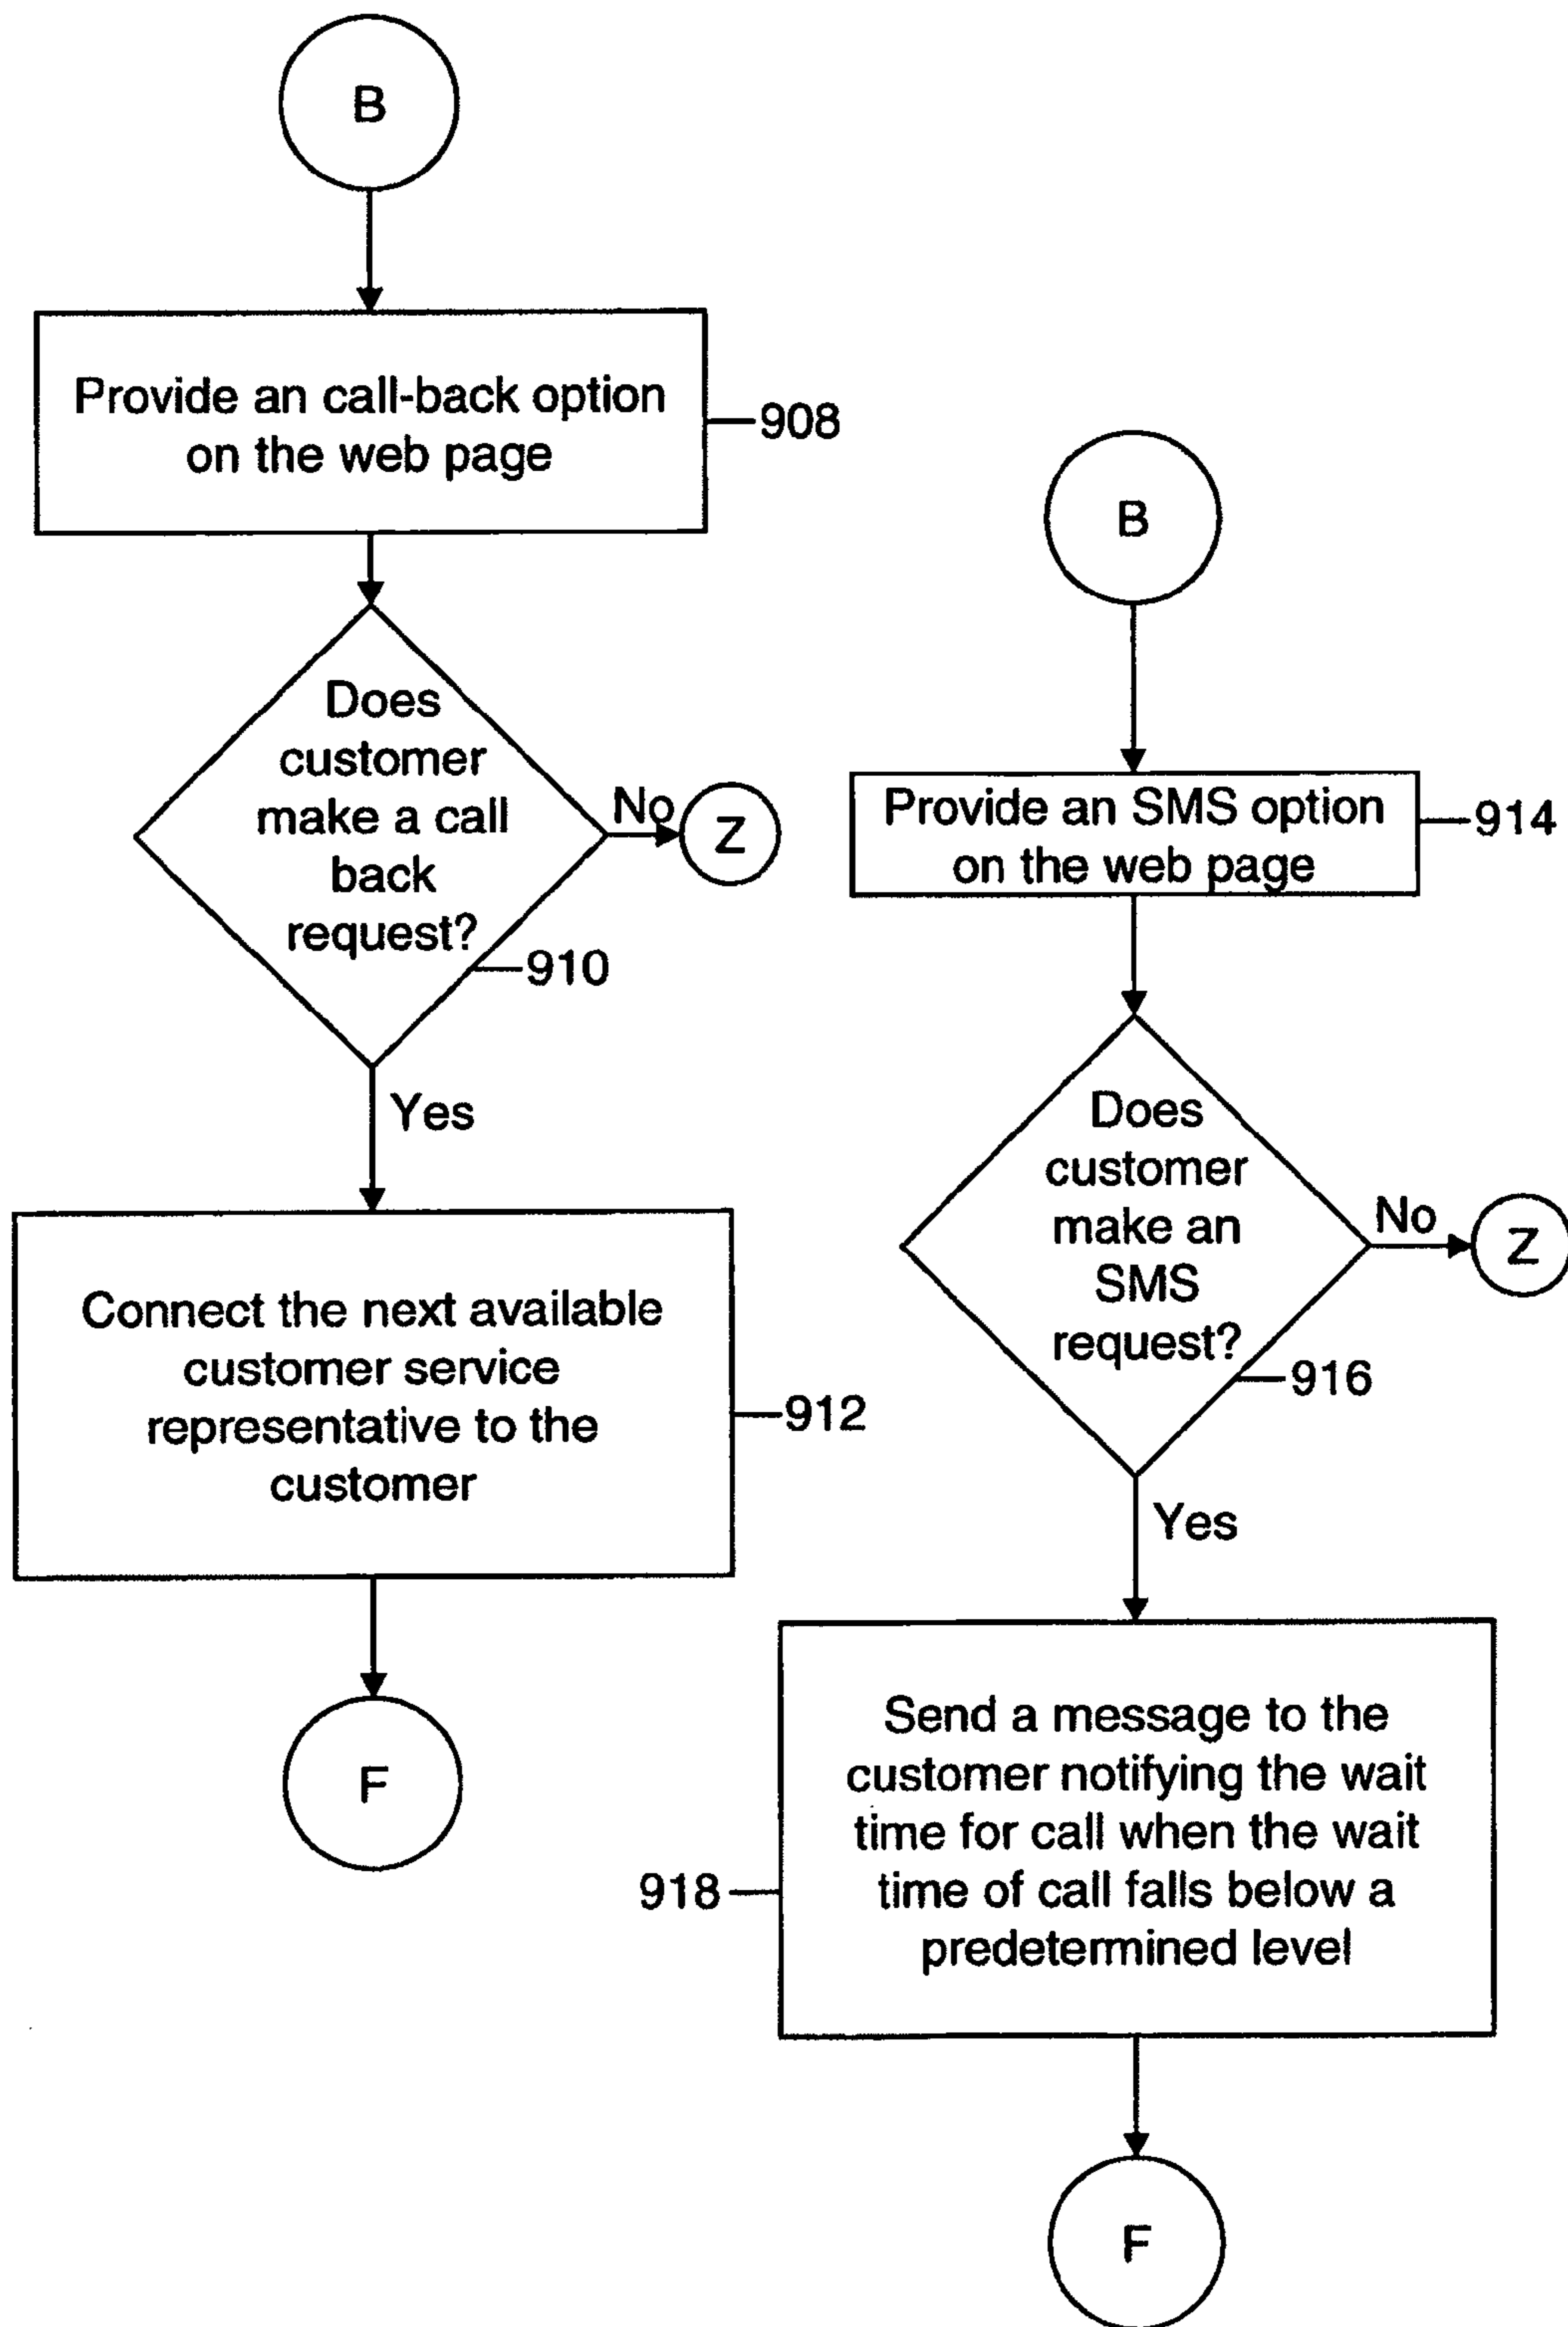 B
Provide an call-back option
on the web page
908
Does
customer
make a call
back
request?
910
No
Z
Yes
Connect the next available
customer service
representative to the
customer
912
F
B
Provide an SMS option
on the web page
914
Does
customer
make an
SMS
request?
916
No
Z
Yes
Send a message to the
customer notifying the wait
time for call when the wait
time of call falls below a
predetermined level
918
F